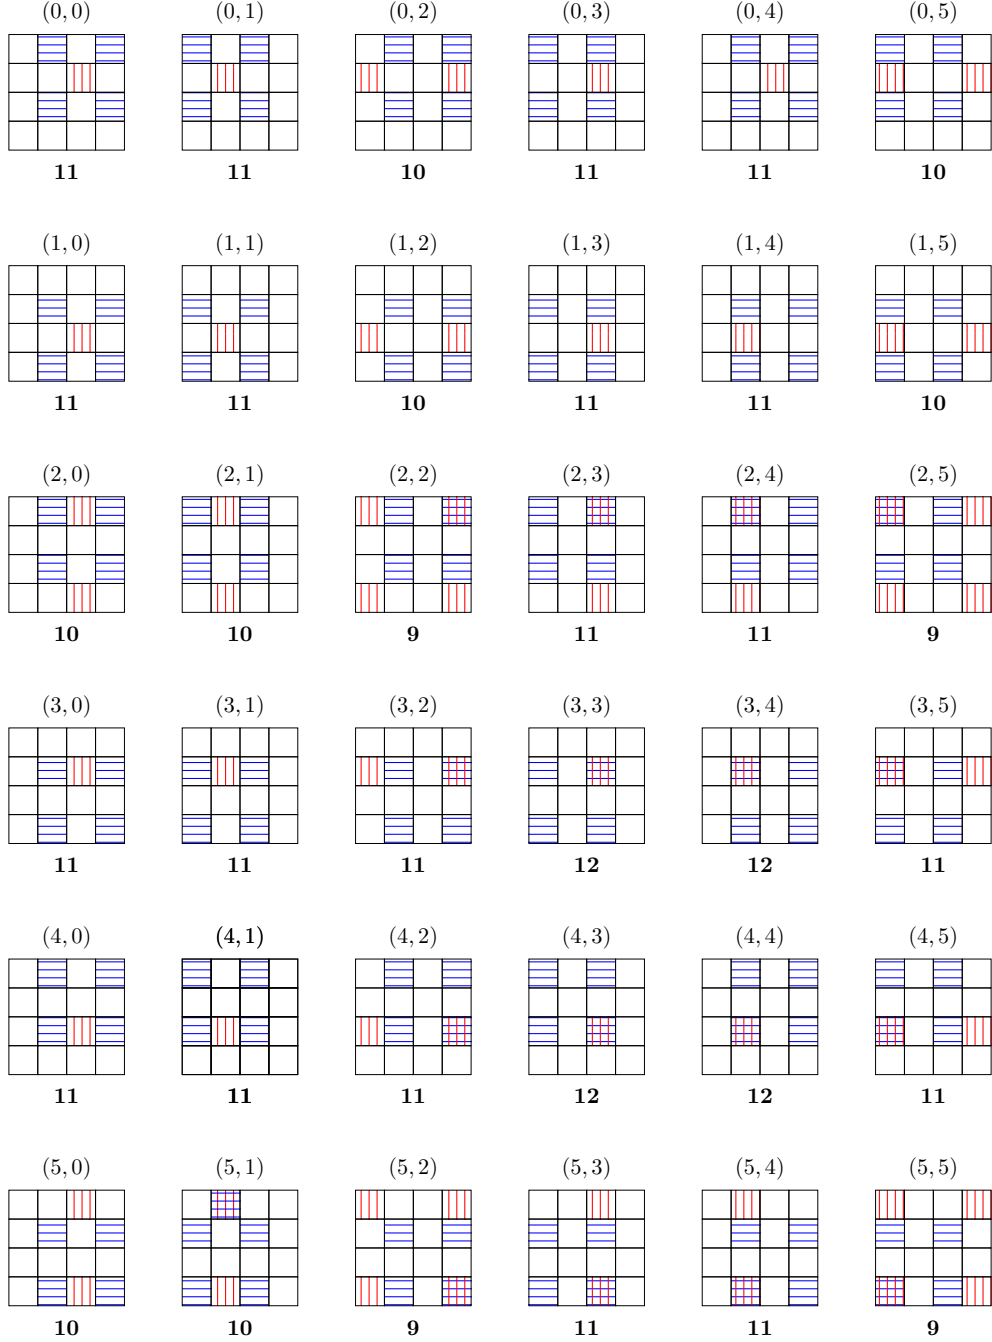 (0, 0) (0, 1) (0, 2) (0, 3) (0, 4) (0, 5)
11 11 10 11 11 10
(1, 0) (1, 1) (1, 2) (1, 3) (1, 4) (1, 5)
11 11 10 11 11 10
(2, 0) (2, 1) (2, 2) (2, 3) (2, 4) (2, 5)
10 10 9 11 11 9
(3, 0) (3, 1) (3, 2) (3, 3) (3, 4) (3, 5)
11 11 11 12 12 11
(4, 0) (4, 1) (4, 2) (4, 3) (4, 4) (4, 5)
11 11 11 12 12 11
(5, 0) (5, 1) (5, 2) (5, 3) (5, 4) (5, 5)
10 10 9 11 11 9